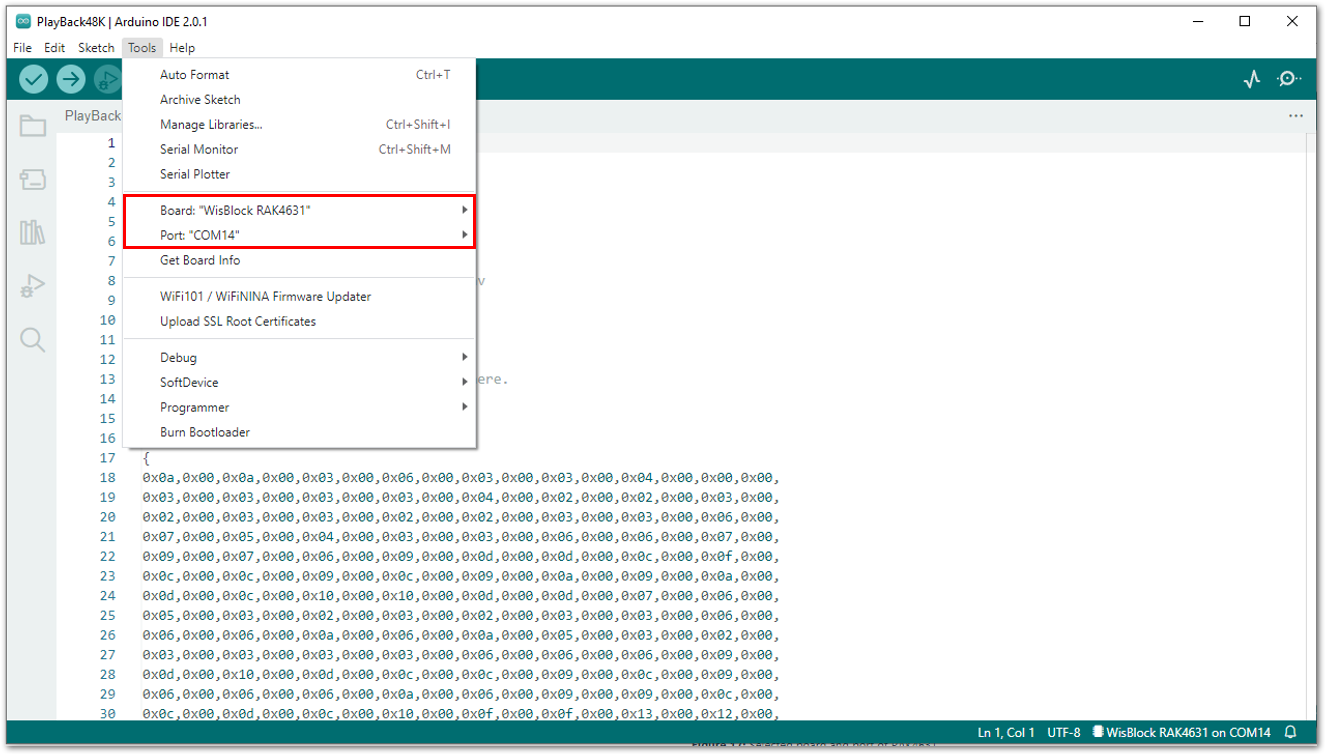 PlayBack48K | Arduino IDE 2.0.1
File Edit Sketch Tools Help
Auto Format Ctrl+T
Archive Sketch
Manage Libraries... Ctrl+Shift+I
Serial Monitor Ctrl+Shift+M
Serial Plotter
Board: "WisBlock RAK4631"
Port: "COM14"
Get Board Info
WiFi101 / WiFiNINA Firmware Updater
Upload SSL Root Certificates
Debug
SoftDevice
Programmer
Burn Bootloader
PlayBack
1
2
3
4
5
6
7
8 v
9
10
11
12
13 ere.
14
15
16
17 {
18 0x0a,0x00,0x0a,0x00,0x03,0x00,0x06,0x00,0x03,0x00,0x03,0x00,0x04,0x00,0x00,0x00,
19 0x03,0x00,0x03,0x00,0x03,0x00,0x03,0x00,0x04,0x00,0x02,0x00,0x02,0x00,0x03,0x00,
20 0x02,0x00,0x03,0x00,0x03,0x00,0x02,0x00,0x02,0x00,0x03,0x00,0x03,0x00,0x06,0x00,
21 0x07,0x00,0x05,0x00,0x04,0x00,0x03,0x00,0x03,0x00,0x06,0x00,0x06,0x00,0x07,0x00,
22 0x09,0x00,0x07,0x00,0x06,0x00,0x09,0x00,0x0d,0x00,0x0d,0x00,0x0c,0x00,0x0f,0x00,
23 0x0c,0x00,0x0c,0x00,0x09,0x00,0x0c,0x00,0x09,0x00,0x0a,0x00,0x09,0x00,0x0a,0x00,
24 0x0d,0x00,0x0c,0x00,0x10,0x00,0x10,0x00,0x0d,0x00,0x0d,0x00,0x07,0x00,0x06,0x00,
25 0x05,0x00,0x03,0x00,0x02,0x00,0x03,0x00,0x02,0x00,0x03,0x00,0x03,0x00,0x06,0x00,
26 0x06,0x00,0x06,0x00,0x0a,0x00,0x06,0x00,0x0a,0x00,0x05,0x00,0x03,0x00,0x02,0x00,
27 0x03,0x00,0x03,0x00,0x03,0x00,0x03,0x00,0x06,0x00,0x06,0x00,0x06,0x00,0x09,0x00,
28 0x0d,0x00,0x10,0x00,0x0d,0x00,0x0c,0x00,0x0c,0x00,0x09,0x00,0x0c,0x00,0x09,0x00,
29 0x06,0x00,0x06,0x00,0x06,0x00,0x0a,0x00,0x06,0x00,0x09,0x00,0x09,0x00,0x0c,0x00,
30 0x0c,0x00,0x0d,0x00,0x0c,0x00,0x10,0x00,0x0f,0x00,0x0f,0x00,0x13,0x00,0x12,0x00,
Ln 1, Col 1 UTF-8 WisBlock RAK4631 on COM14